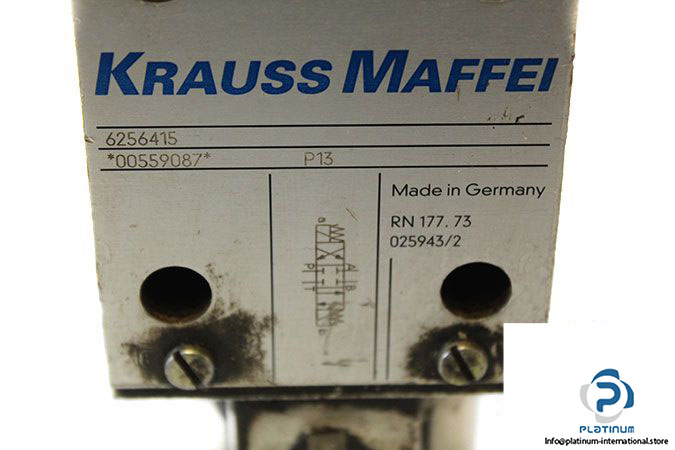 KRAUSS MAFFEI
6256415
*00559087* P13
Made in Germany
RN 177.73
025943/2
a
A B
P T
b
PLATINUM
Info@platinum-international.store